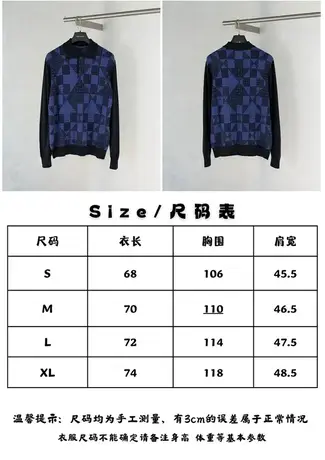 Size/尺码表
尺码 衣长 胸围 肩宽
S 68 106 45.5
M 70 110 46.5
L 72 114 47.5
XL 74 118 48.5
温馨提示：尺码均为手工测量、有3cm的误差属于正常情况
衣服尺码不能确定请备注身高 体重等基本参数